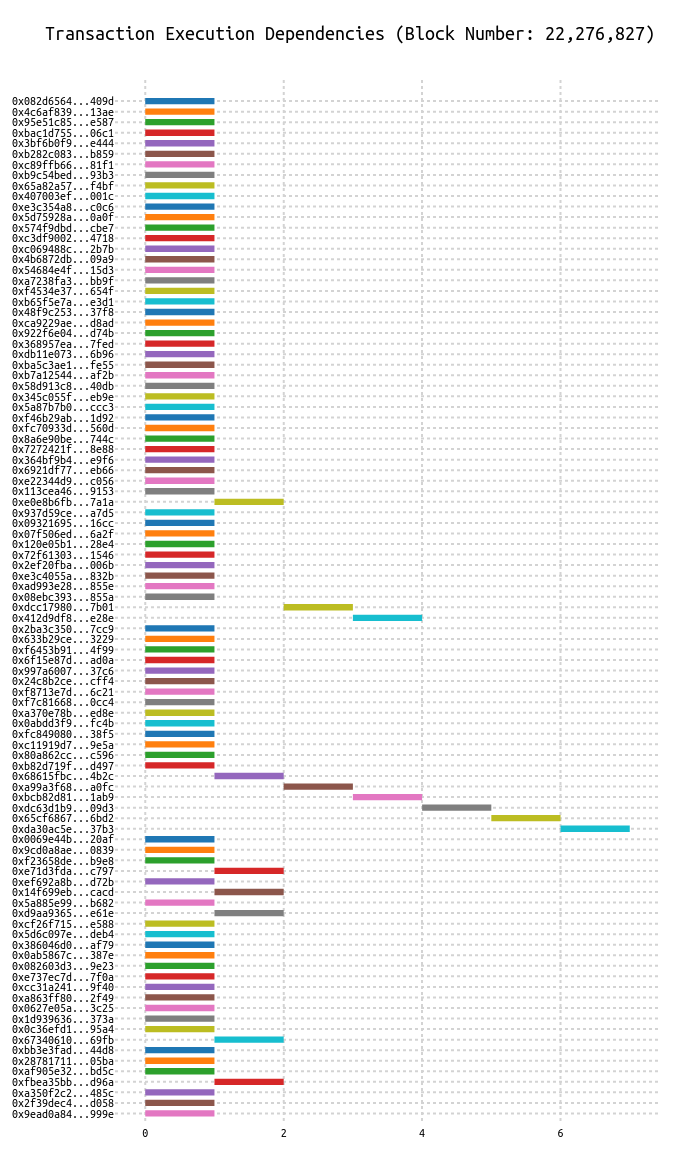 Transaction Execution Dependencies (Block Number: 22,276,827)
0x082d6564...409d
0x4c6af839...13ae
0x95e51c85...e587
0xbac1d755...06c1
0x3bf6b0f9...e444
0xb282c083...b859
0xc89ffb66...81f1
0xb9c54bed...93b3
0x65a82a57...f4bf
0x407003ef...001c
0xe3c354a8...c0c6
0x5d75928a...0a0f
0x574f9dbd...cbe7
0xc3df9002...4718
0xc069488c...2b7b
0x4b6872db...09a9
0x54684e4f...15d3
0xa7238fa3...bb9f
0xf4534e37...654f
0xb65f5e7a...e3d1
0x48f9c253...37f8
0xca9229ae...d8ad
0x922f6e04...d74b
0x368957ea...7fed
0xdb11e073...6b96
0xba5c3ae1...fe55
0xb7a12544...af2b
0x58d913c8...40db
0x345c055f...eb9e
0x5a87b7b0...ccc3
0xf46b29ab...1d92
0xfc70933d...560d
0x8a6e90be...744c
0x7272421f...8e88
0x364bf9b4...e9f6
0x6921df77...eb66
0xe22344d9...c056
0x113cea46...9153
0xe0e8b6fb...7a1a
0x937d59ce...a7d5
0x09321695...16cc
0x07f506ed...6a2f
0x120e05b1...28e4
0x72f61303...1546
0x2ef20fba...006b
0xe3c4055a...832b
0xad993e28...855e
0x08ebc393...855a
0xdcc17980...7b01
0x412d9df8...e28e
0x2ba3c350...7cc9
0x633b29ce...3229
0xf6453b91...4f99
0x6f15e87d...ad0a
0x997a6007...37c6
0x24c8b2ce...cff4
0xf8713e7d...6c21
0xf7c81668...0cc4
0xa370e78b...ed8e
0x0abdd3f9...fc4b
0xfc849080...38f5
0xc11919d7...9e5a
0x80a862cc...c596
0xb82d719f...d497
0x68615fbc...4b2c
0xa99a3f68...a0fc
0xbcb82d81...1ab9
0xdc63d1b9...09d3
0x65cf6867...6bd2
0xda30ac5e...37b3
0x0069e44b...20af
0x9cd0a8ae...0839
0xf23658de...b9e8
0xe71d3fda...c797
0xef692a8b...d72b
0x14f699eb...cacd
0x5a885e99...b682
0xd9aa9365...e61e
0xcf26f715...e588
0x5d6c097e...deb4
0x386046d0...af79
0x0ab5867c...387e
0x082603d3...9e23
0xe737ec7d...7f0a
0xcc31a241...9f40
0xa863ff80...2f49
0x0627e05a...3c25
0x1d939636...373a
0x0c36efd1...95a4
0x67340610...69fb
0xbb3e3fad...44d8
0x28781711...05ba
0xaf905e32...bd5c
0xfbea35bb...d96a
0xa350f2c2...485c
0x2f39dec4...d058
0x9ead0a84...999e
0 2 4 6